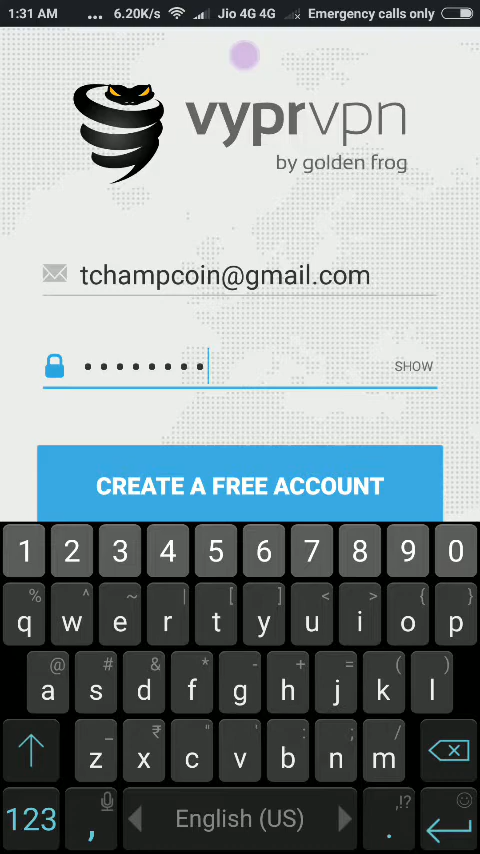 1:31 AM ... 6.20K/s Jio 4G 4G Emergency calls only
vyprvpn
by golden frog
tchampcoin@gmail.com
SHOW
CREATE A FREE ACCOUNT
1 2 3 4 5 6 7 8 9 0
% ^ ~ | [ ] < > { }
q w e r t y u i o p
@ # & * - + = ( )
a s d f g h j k l
_ ₹ " ' : ; /
z x c v b n m
,!?
123 , English (US) .